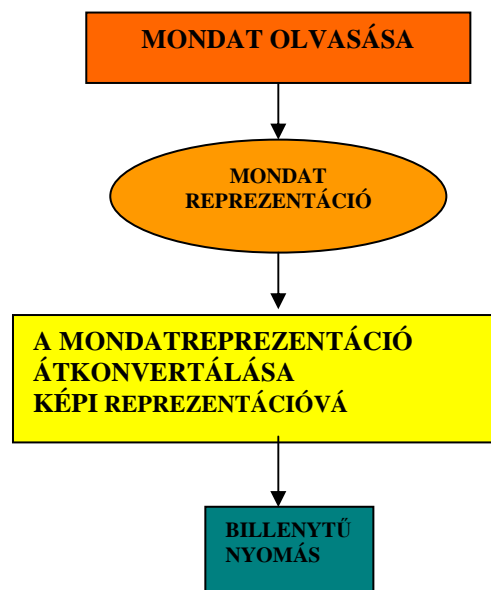 MONDAT OLVASÁSA
MONDAT
REPREZENTÁCIÓ
A MONDATREPREZENTÁCIÓ
ÁTKONVERTÁLÁSA
KÉPI REPREZENTÁCIÓVÁ
BILLENYTŰ
NYOMÁS